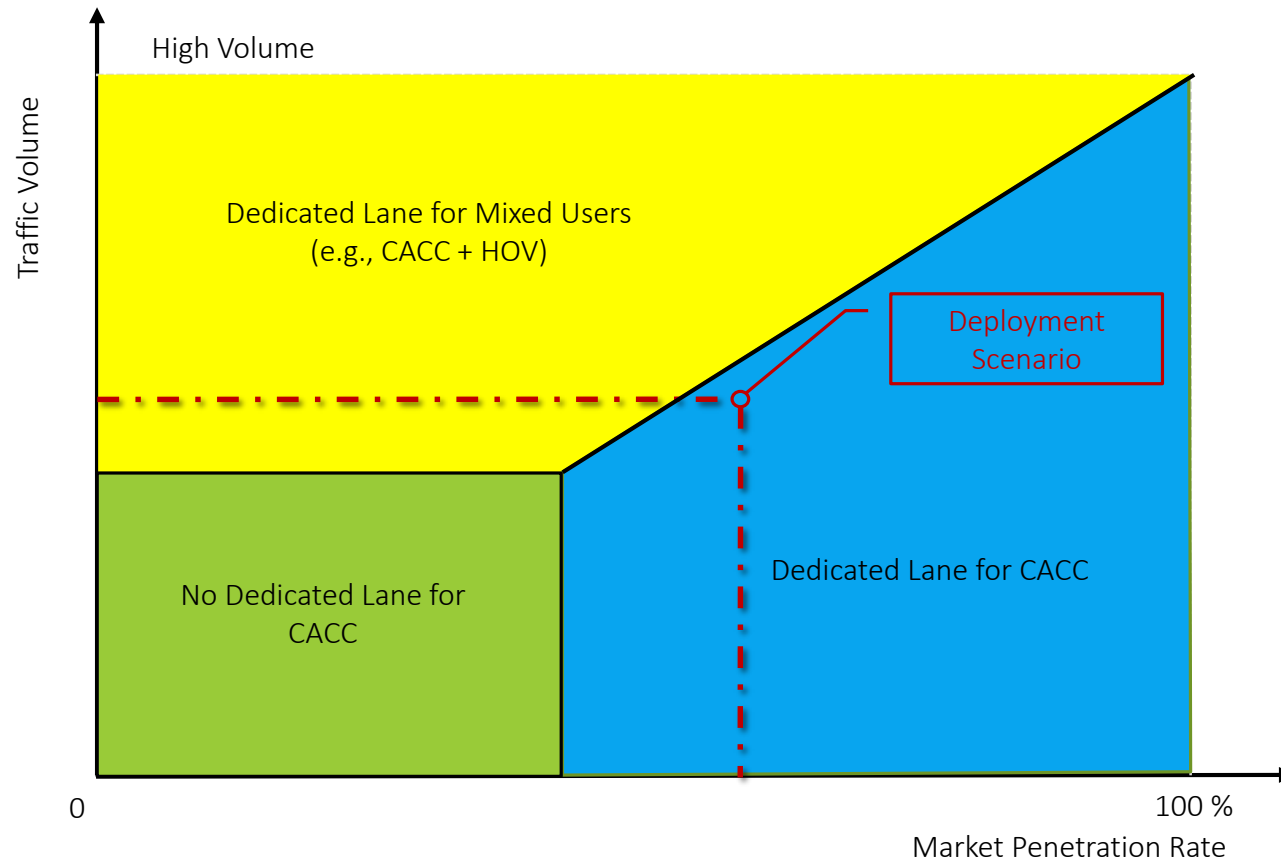 High Volume
Traffic Volume
Dedicated Lane for Mixed Users
(e.g., CACC + HOV)
Deployment
Scenario
Dedicated Lane for CACC
No Dedicated Lane for
CACC
0
100 %
Market Penetration Rate